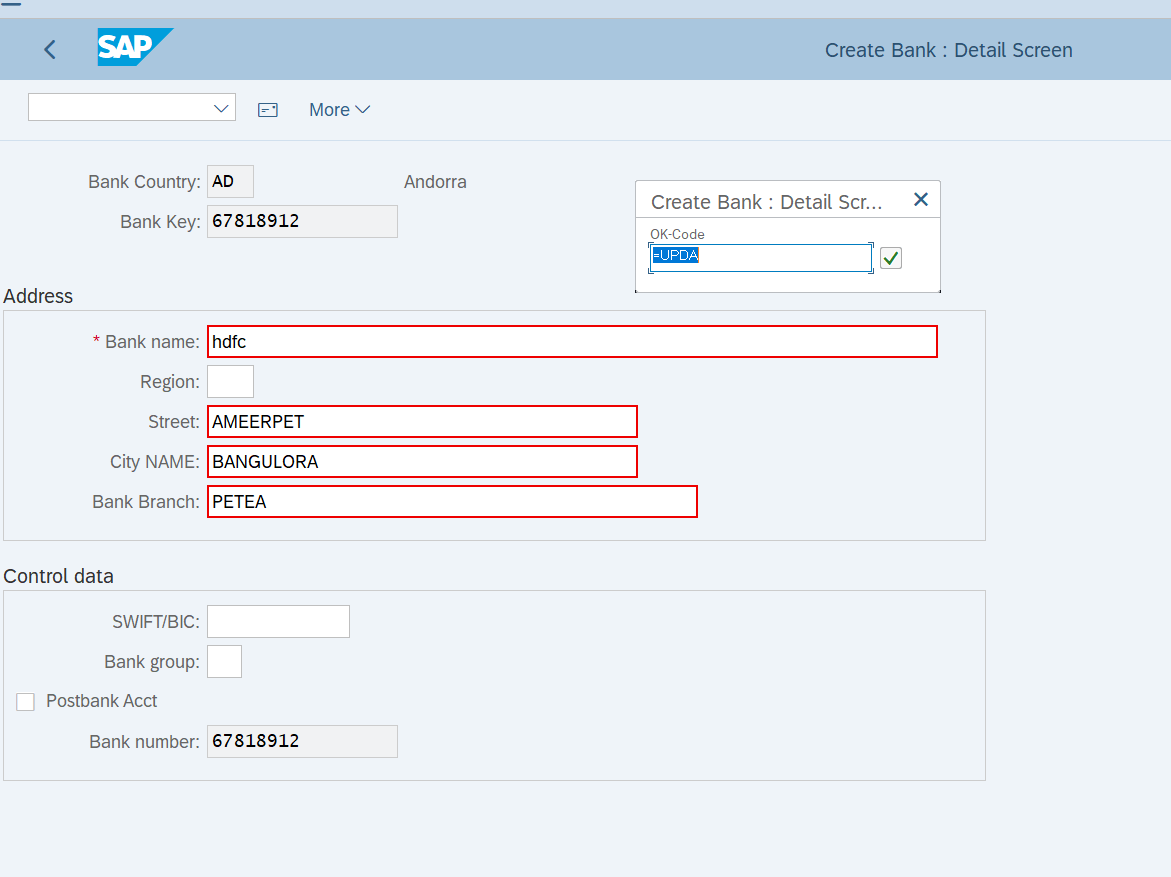 SAP
Create Bank : Detail Screen
More
Bank Country: AD Andorra
Bank Key: 67818912
Create Bank : Detail Scr...
OK-Code
=UPDA
Address
* Bank name: hdfc
Region:
Street: AMEERPET
City NAME: BANGULORA
Bank Branch: PETEA
Control data
SWIFT/BIC:
Bank group:
Postbank Acct
Bank number: 67818912